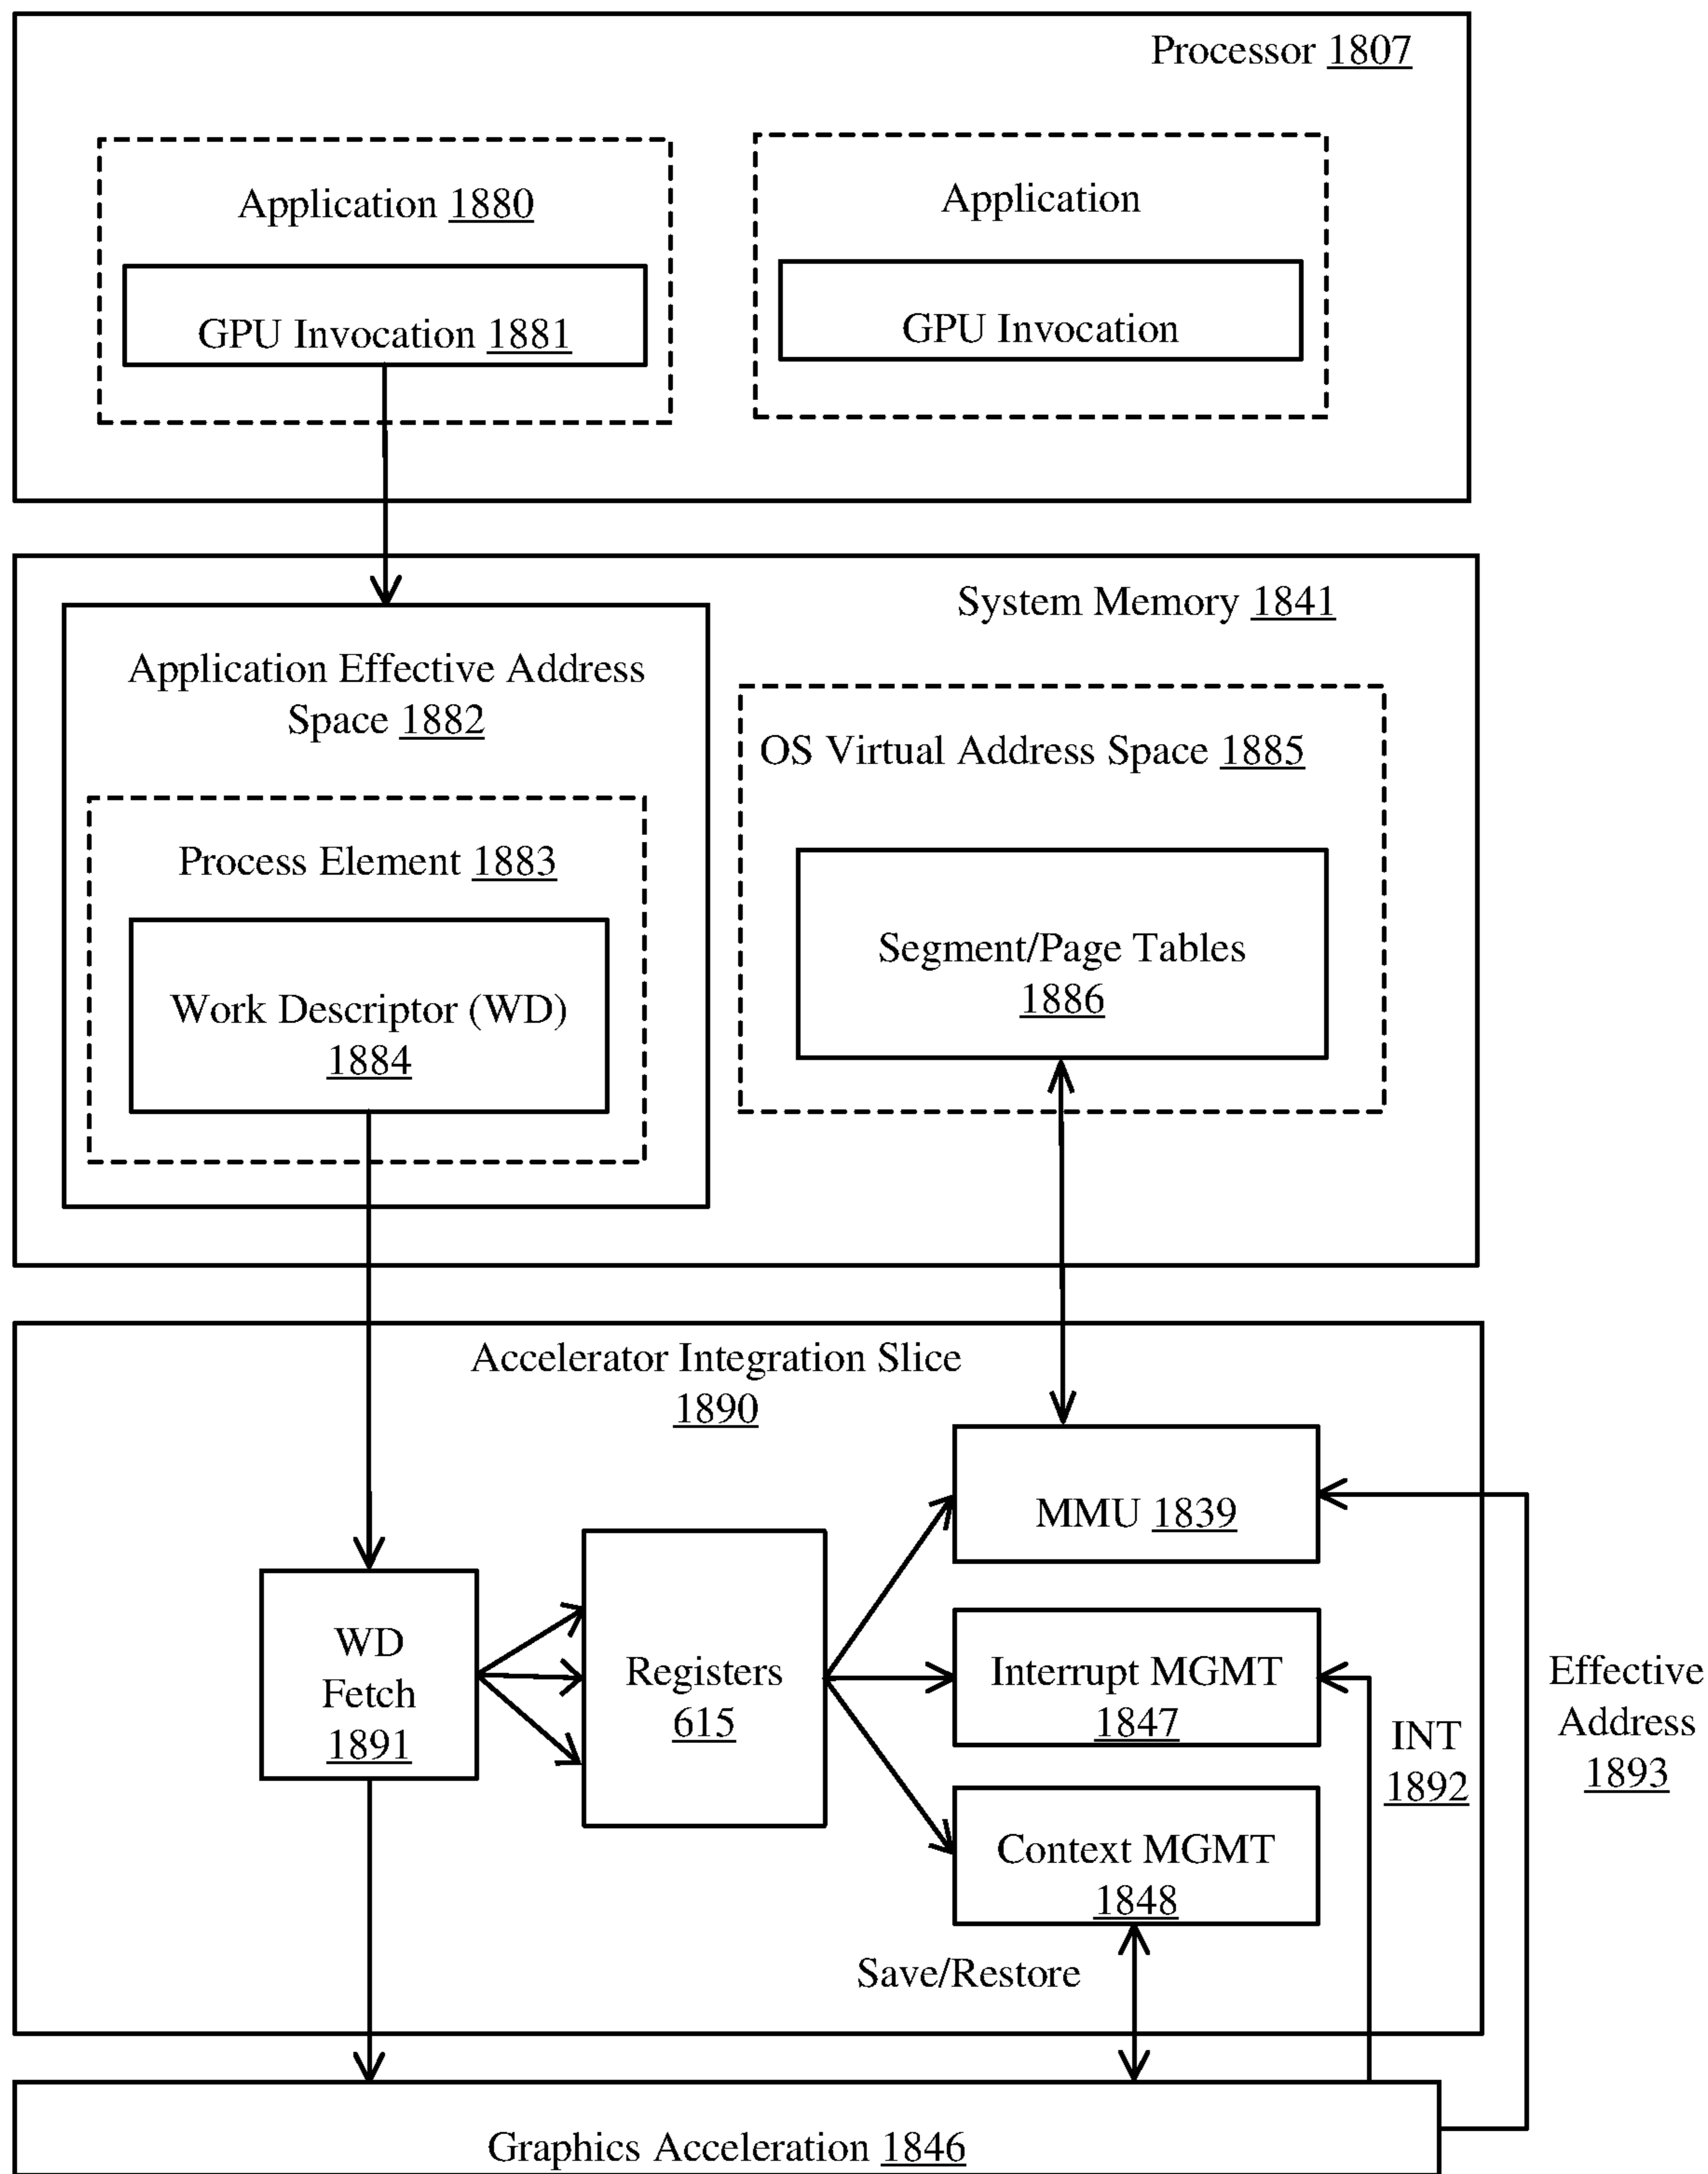 Processor 1807
Application 1880
GPU Invocation 1881
Application
GPU Invocation
System Memory 1841
Application Effective Address
Space 1882
Process Element 1883
Work Descriptor (WD)
1884
OS Virtual Address Space 1885
Segment/Page Tables
1886
Accelerator Integration Slice
1890
WD
Fetch
1891
Registers
615
MMU 1839
Interrupt MGMT
1847
Context MGMT
1848
Save/Restore
INT
1892
Effective
Address
1893
Graphics Acceleration 1846